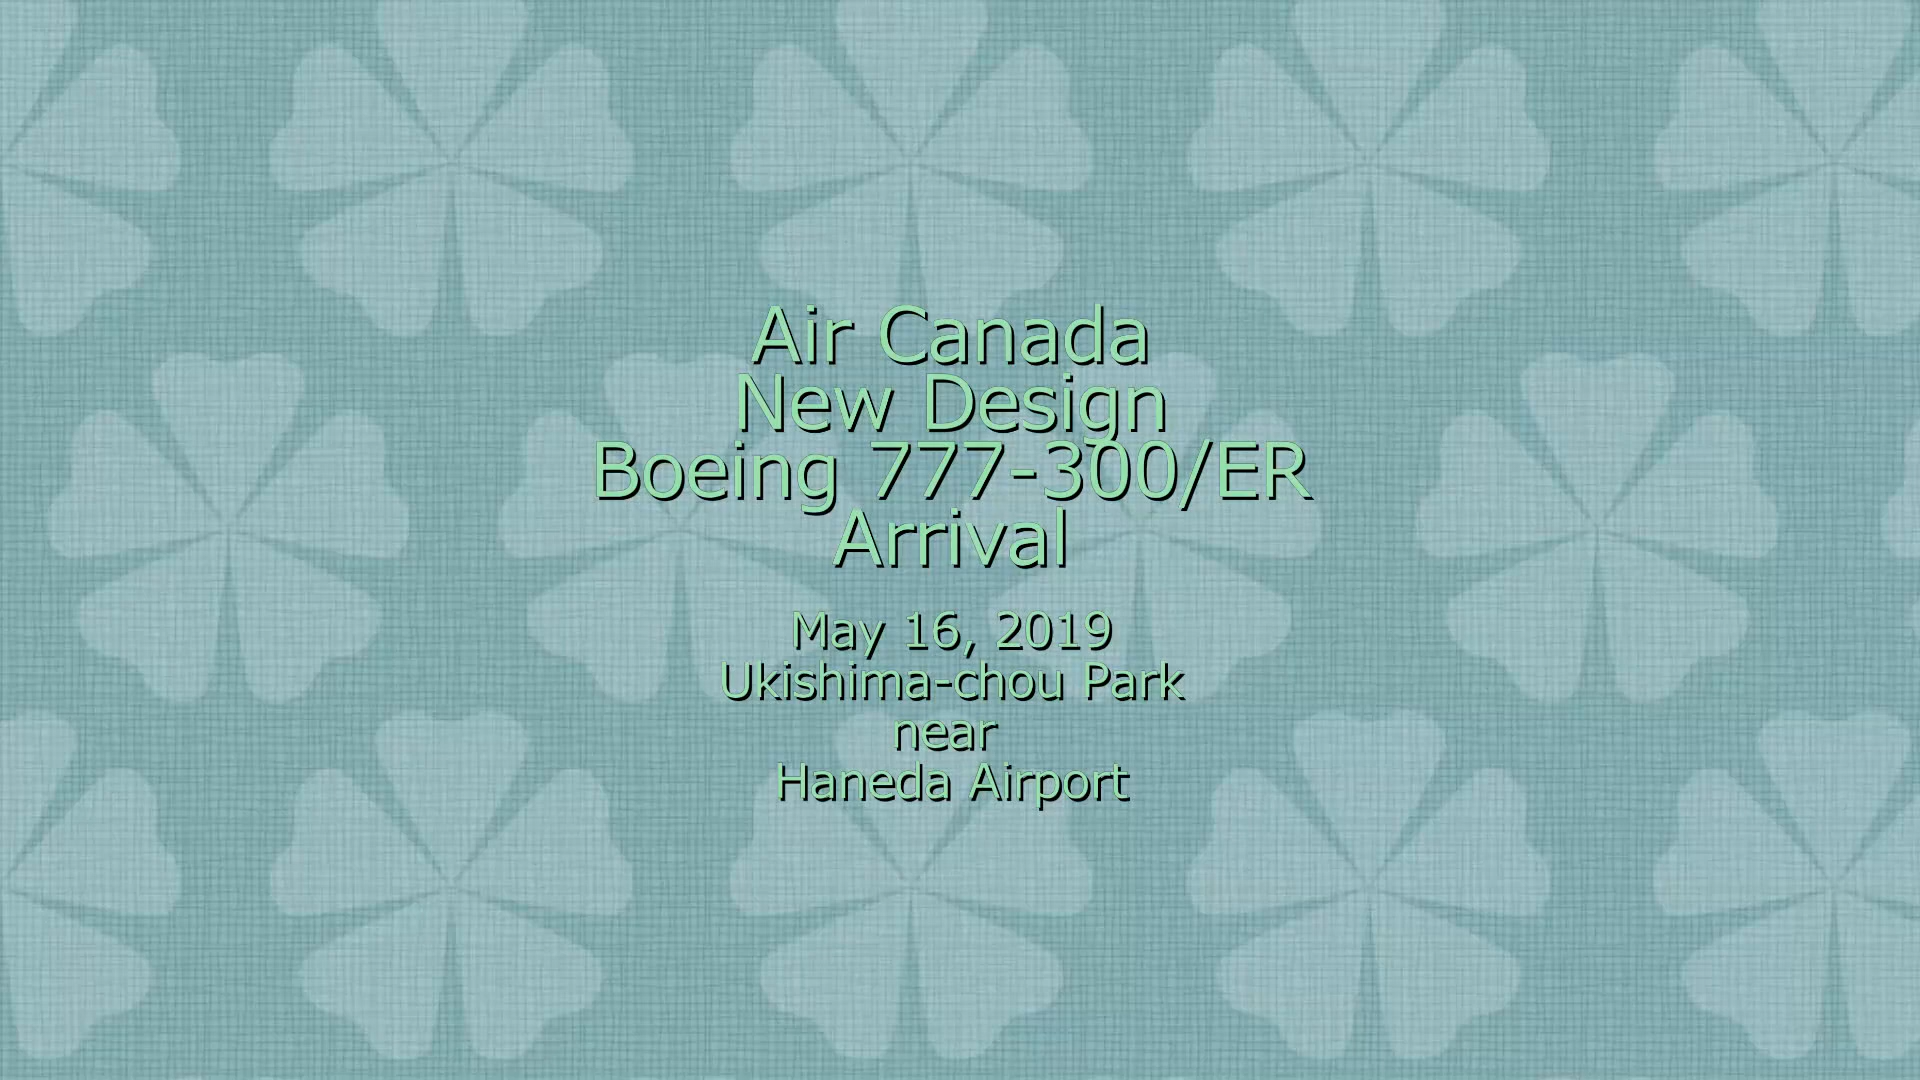 Air Canada
New Design
Boeing 777-300/ER
Arrival
May 16, 2019
Ukishima-chou Park
near
Haneda Airport